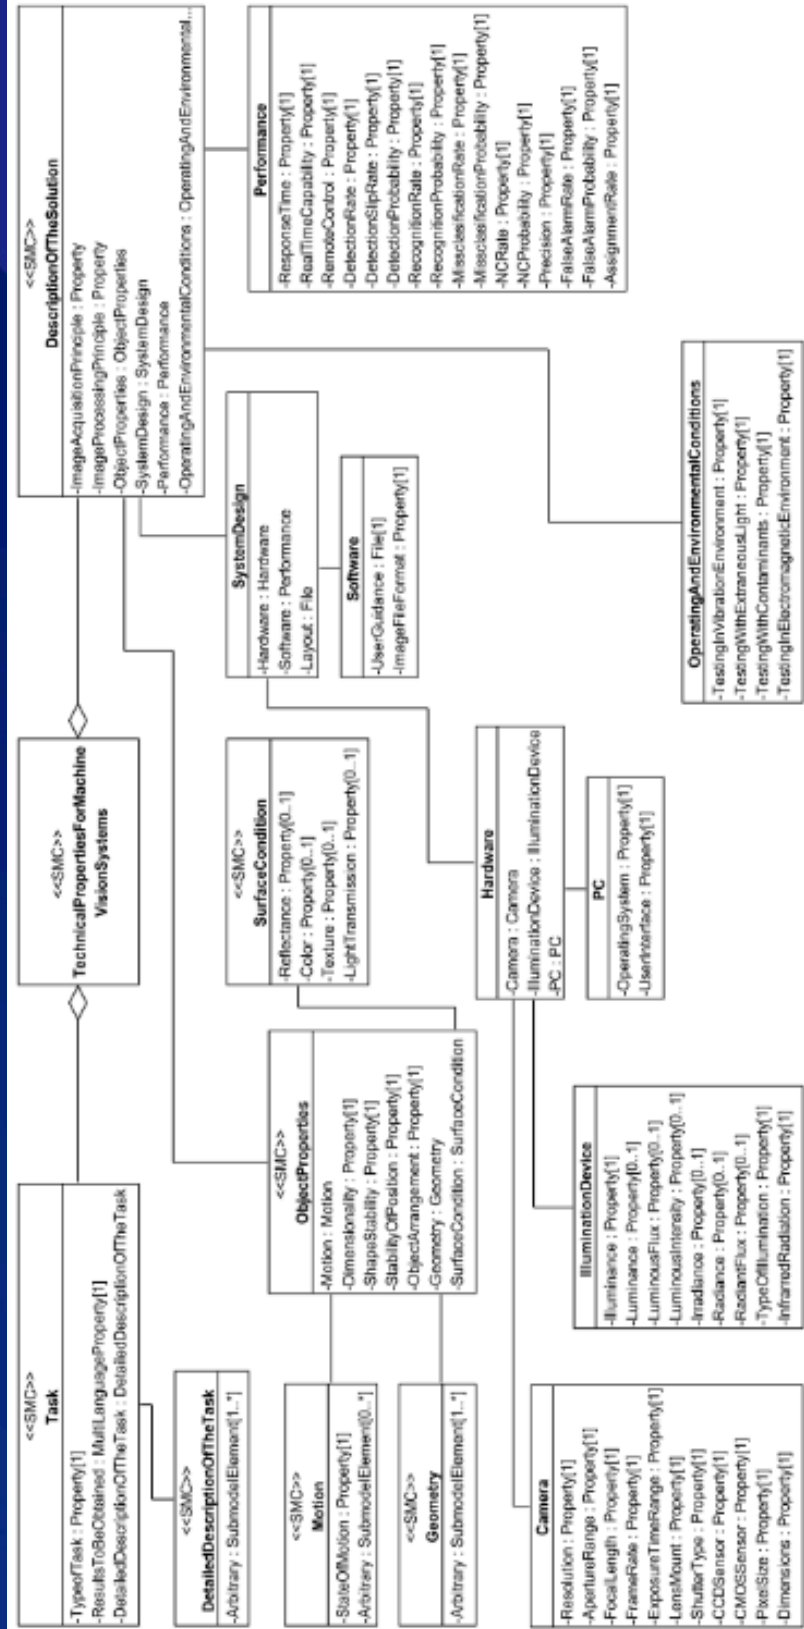 <<SMC>>
Task
-TypeofTask : Property[1]
-ResultsToBeObtained : MultiLanguageProperty[1]
-DetailedDescriptionOfTheTask : DetailedDescriptionOfTheTask
<<SMC>>
DetailedDescriptionOfTheTask
-Arbitrary : SubmodelElement[1..*]
<<SMC>>
Motion
-StateOfMotion : Property[1]
-Arbitrary : SubmodelElement[0..*]
<<SMC>>
Geometry
-Arbitrary : SubmodelElement[1..*]
Camera
-Resolution : Property[1]
-ApertureRange : Property[1]
-FocalLength : Property[1]
-FrameRate : Property[1]
-ExposureTimeRange : Property[1]
-LensMount : Property[1]
-ShutterType : Property[1]
-CCDSensor : Property[1]
-CMOSSensor : Property[1]
-PixelSize : Property[1]
-Dimensions : Property[1]
<<SMC>>
ObjectProperties
-Motion : Motion
-Dimensionality : Property[1]
-ShapeStability : Property[1]
-StabilityOfPosition : Property[1]
-ObjectArrangement : Property[1]
-Geometry : Geometry
-SurfaceCondition : SurfaceCondition
IlluminationDevice
-Illuminance : Property[1]
-Luminance : Property[0..1]
-LuminousFlux : Property[0..1]
-LuminousIntensity : Property[0..1]
-Irradiance : Property[0..1]
-Radiance : Property[0..1]
-RadiantFlux : Property[0..1]
-TypeOfIllumination : Property[1]
-InfrarredRadiation : Property[1]
<<SMC>>
TechnicalPropertiesForMachine
VisionSystems
<<SMC>>
SurfaceCondition
-Reflectance : Property[0..1]
-Color : Property[0..1]
-Texture : Property[0..1]
-LightTransmission : Property[0..1]
Hardware
-Camera : Camera
-IlluminationDevice : IlluminationDevice
-PC : PC
PC
-OperatingSystem : Property[1]
-UserInterface : Property[1]
<<SMC>>
DescriptionOfTheSolution
-ImageAcquisitionPrinciple : Property
-ImageProcessingPrinciple : Property
-ObjectProperties : ObjectProperties
-SystemDesign : SystemDesign
-Performance : Performance
-OperatingAndEnvironmentalConditions : OperatingAndEnvironmental...
SystemDesign
-Hardware : Hardware
-Software : Performance
-Layout : File
Software
-UserGuidance : File[1]
-ImageFileFormat : Property[1]
Performance
-ResponseTime : Property[1]
-RealTimeCapability : Property[1]
-RemoteControl : Property[1]
-DetectionRate : Property[1]
-DetectionSlipRate : Property[1]
-DetectionProbability : Property[1]
-RecognitionRate : Property[1]
-RecognitionProbability : Property[1]
-MissclasificationRate : Property[1]
-MissclasificationProbability : Property[1]
-NCRate : Property[1]
-NCProbability : Property[1]
-Precision : Property[1]
-FalseAlarmRate : Property[1]
-FalseAlarmProbability : Property[1]
-AssignmentRate : Property[1]
OperatingAndEnvironmentalConditions
-TestingInVibrationEnvironment : Property[1]
-TestingWithExtraneousLight : Property[1]
-TestingWithContaminants : Property[1]
-TestingInElectromagneticEnvironment : Property[1]